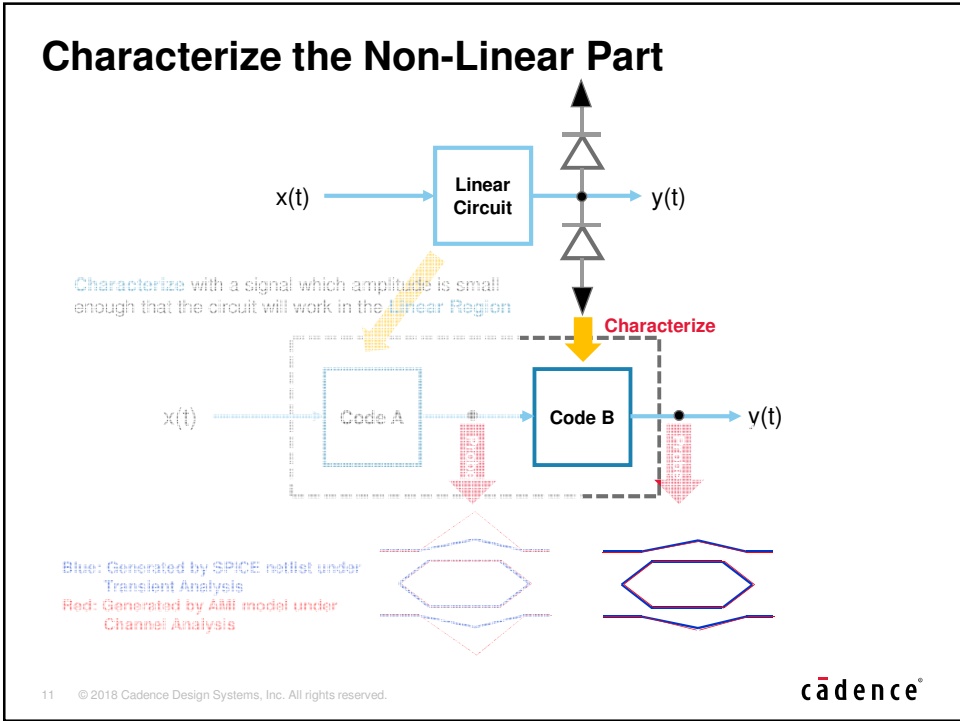 Characterize the Non-Linear Part
x(t)
Linear
Circuit
y(t)
Characterize with a signal which amplitude is small
enough that the circuit will work in the Linear Region
Characterize
x(t)
Code A
Code B
y(t)
Blue: Generated by SPICE netlist under
Transient Analysis
Red: Generated by AMI model under
Channel Analysis
11 © 2018 Cadence Design Systems, Inc. All rights reserved.
cādence®